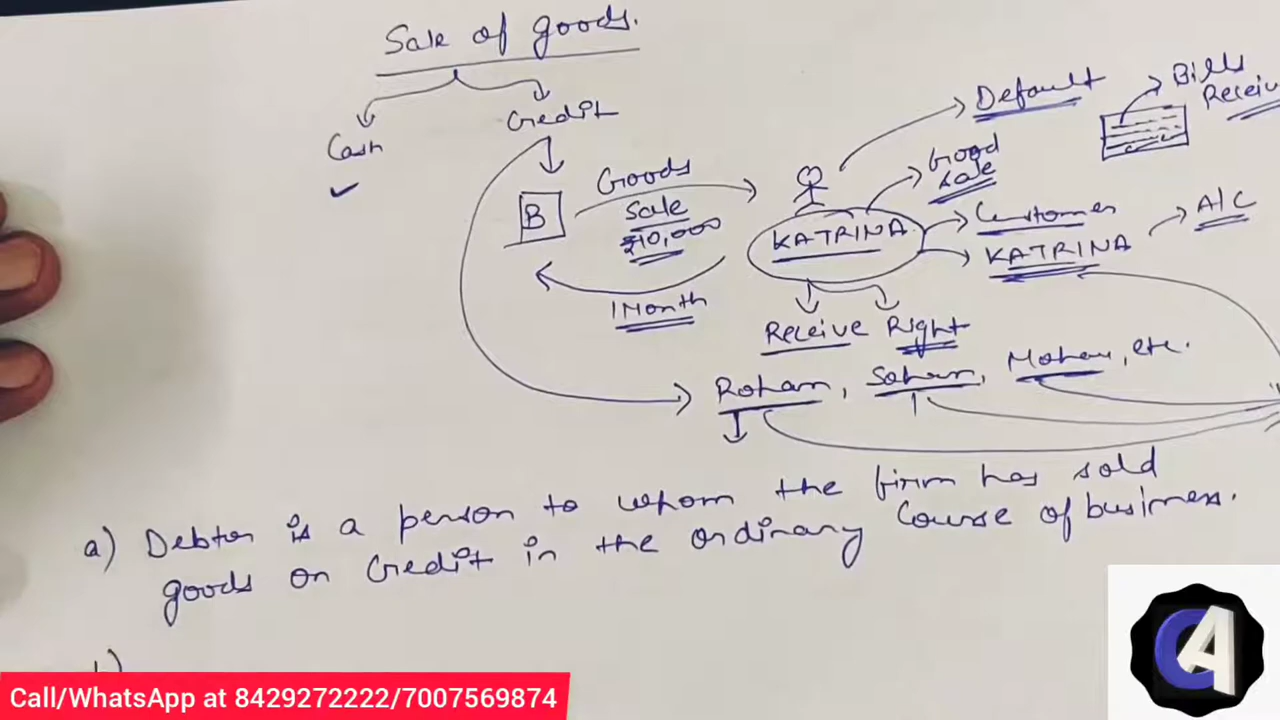 Sale of goods.
Cash
Credit
B
Goods
Sale
₹10,000
1 Month
KATRINA
Default
Good
sale
Customer
KATRINA
A/C
Bills
Receiv
Receive Right
Rohan, Sohan, Mohan, etc.
a) Debtor is a person to whom the firm has sold
goods on Credit in the ordinary Course of business.
b)
Call/WhatsApp at 8429272222/7007569874
CA